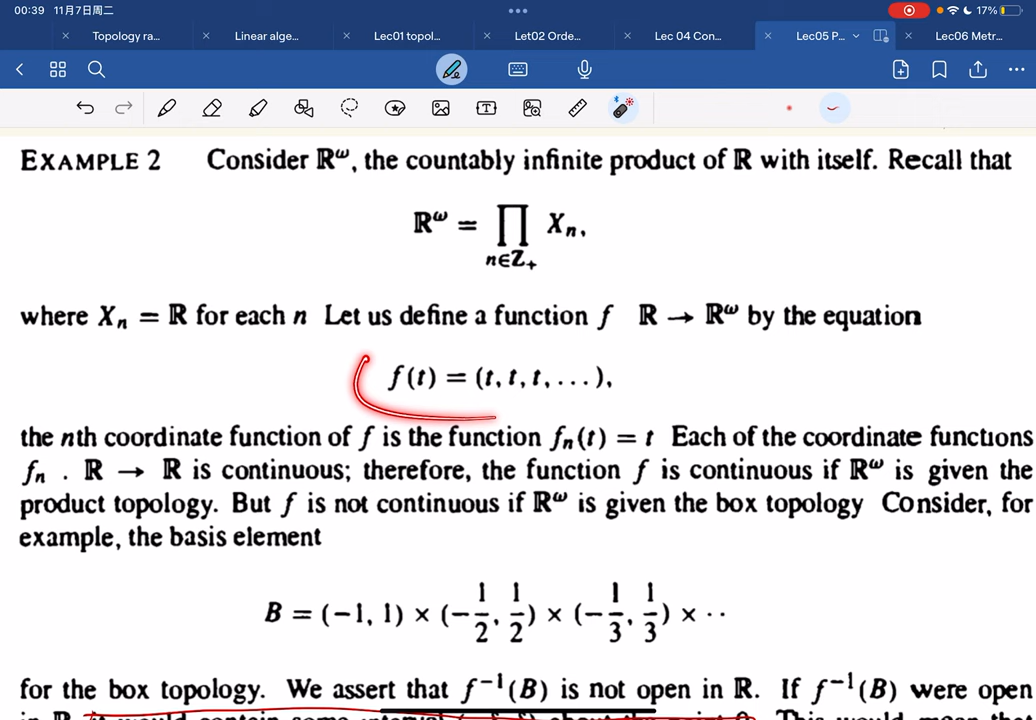 00:39 11月7日周二
17%
Topology ra...
Linear alge...
Lec01 topol...
Let02 Orde...
Lec 04 Con...
Lec05 P...
Lec06 Metr...
EXAMPLE 2 Consider ℝ^ω, the countably infinite product of ℝ with itself. Recall that
ℝ^ω = ∏ X_n,
n∈Z₊
where X_n = ℝ for each n Let us define a function f ℝ → ℝ^ω by the equation
f(t) = (t, t, t, ...),
the nth coordinate function of f is the function f_n(t) = t Each of the coordinate functions
f_n . ℝ → ℝ is continuous; therefore, the function f is continuous if ℝ^ω is given the
product topology. But f is not continuous if ℝ^ω is given the box topology Consider, for
example, the basis element
B = (−1, 1) × (−1/2, 1/2) × (−1/3, 1/3) × ··
for the box topology. We assert that f⁻¹(B) is not open in ℝ. If f⁻¹(B) were open